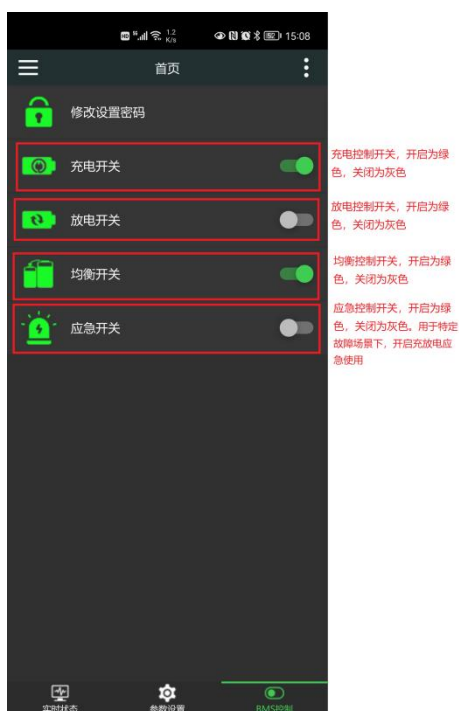 1.2
K/s
15:08
首页
修改设置密码
充电开关
充电控制开关，开启为绿
色，关闭为灰色
放电开关
放电控制开关，开启为绿
色，关闭为灰色
均衡开关
均衡控制开关，开启为绿
色，关闭为灰色
应急开关
应急控制开关，开启为绿
色，关闭为灰色。用于特定
故障场景下，开启充放电应
急使用
实时状态
参数设置
BMS控制